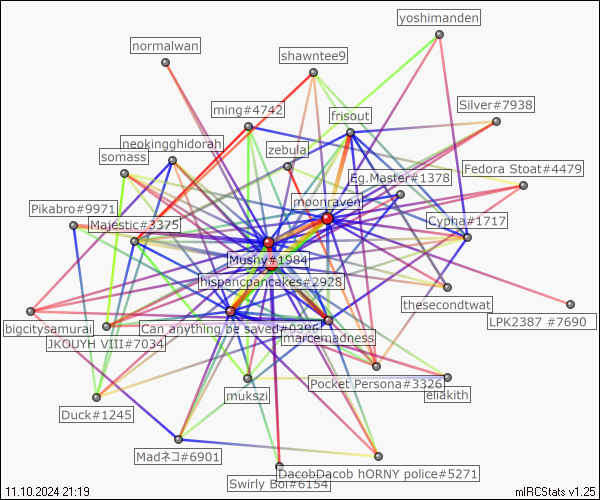 yoshimanden
normalwan
shawntee9
Silver#7938
ming#4742
frisout
neokingghidorah
zebula
somass
Fedora Stoat#4479
Eg.Master#1378
moonraven
Pikabro#9971
Majestic#3375
Cypha#1717
Mushy#1984
hispancpancakes#2928
thesecondtwat
LPK2387 #7690
bigcitysamurai
Can anything be saved#0396
marcemadness
JKOUYH VIII#7034
Pocket Persona#3326
eliakith
mukszi
Duck#1245
Madネコ#6901
DacobDacob hORNY police#5271
Swirly Boi#6154
11.10.2024 21:19
mIRCStats v1.25